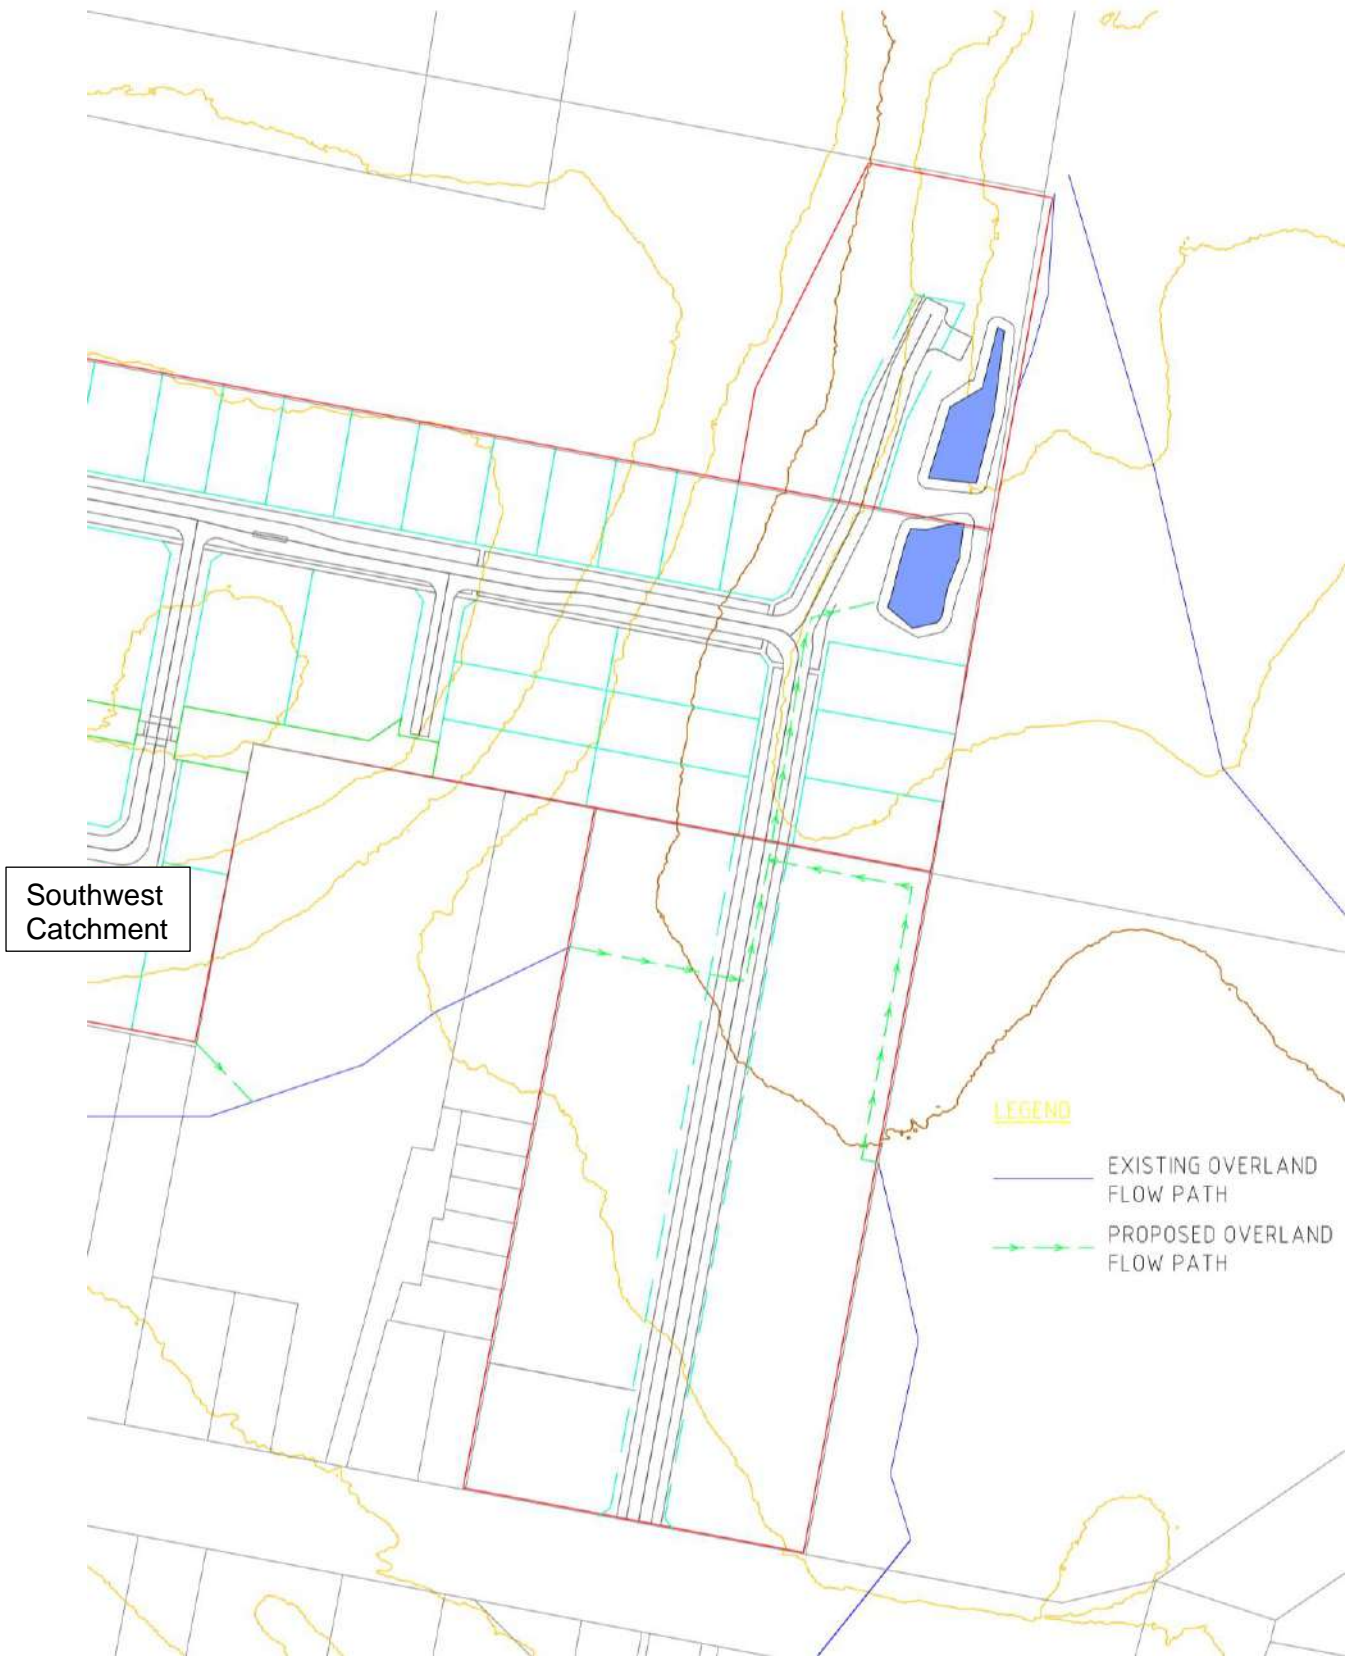 Southwest
Catchment
LEGEND
EXISTING OVERLAND
FLOW PATH
PROPOSED OVERLAND
FLOW PATH